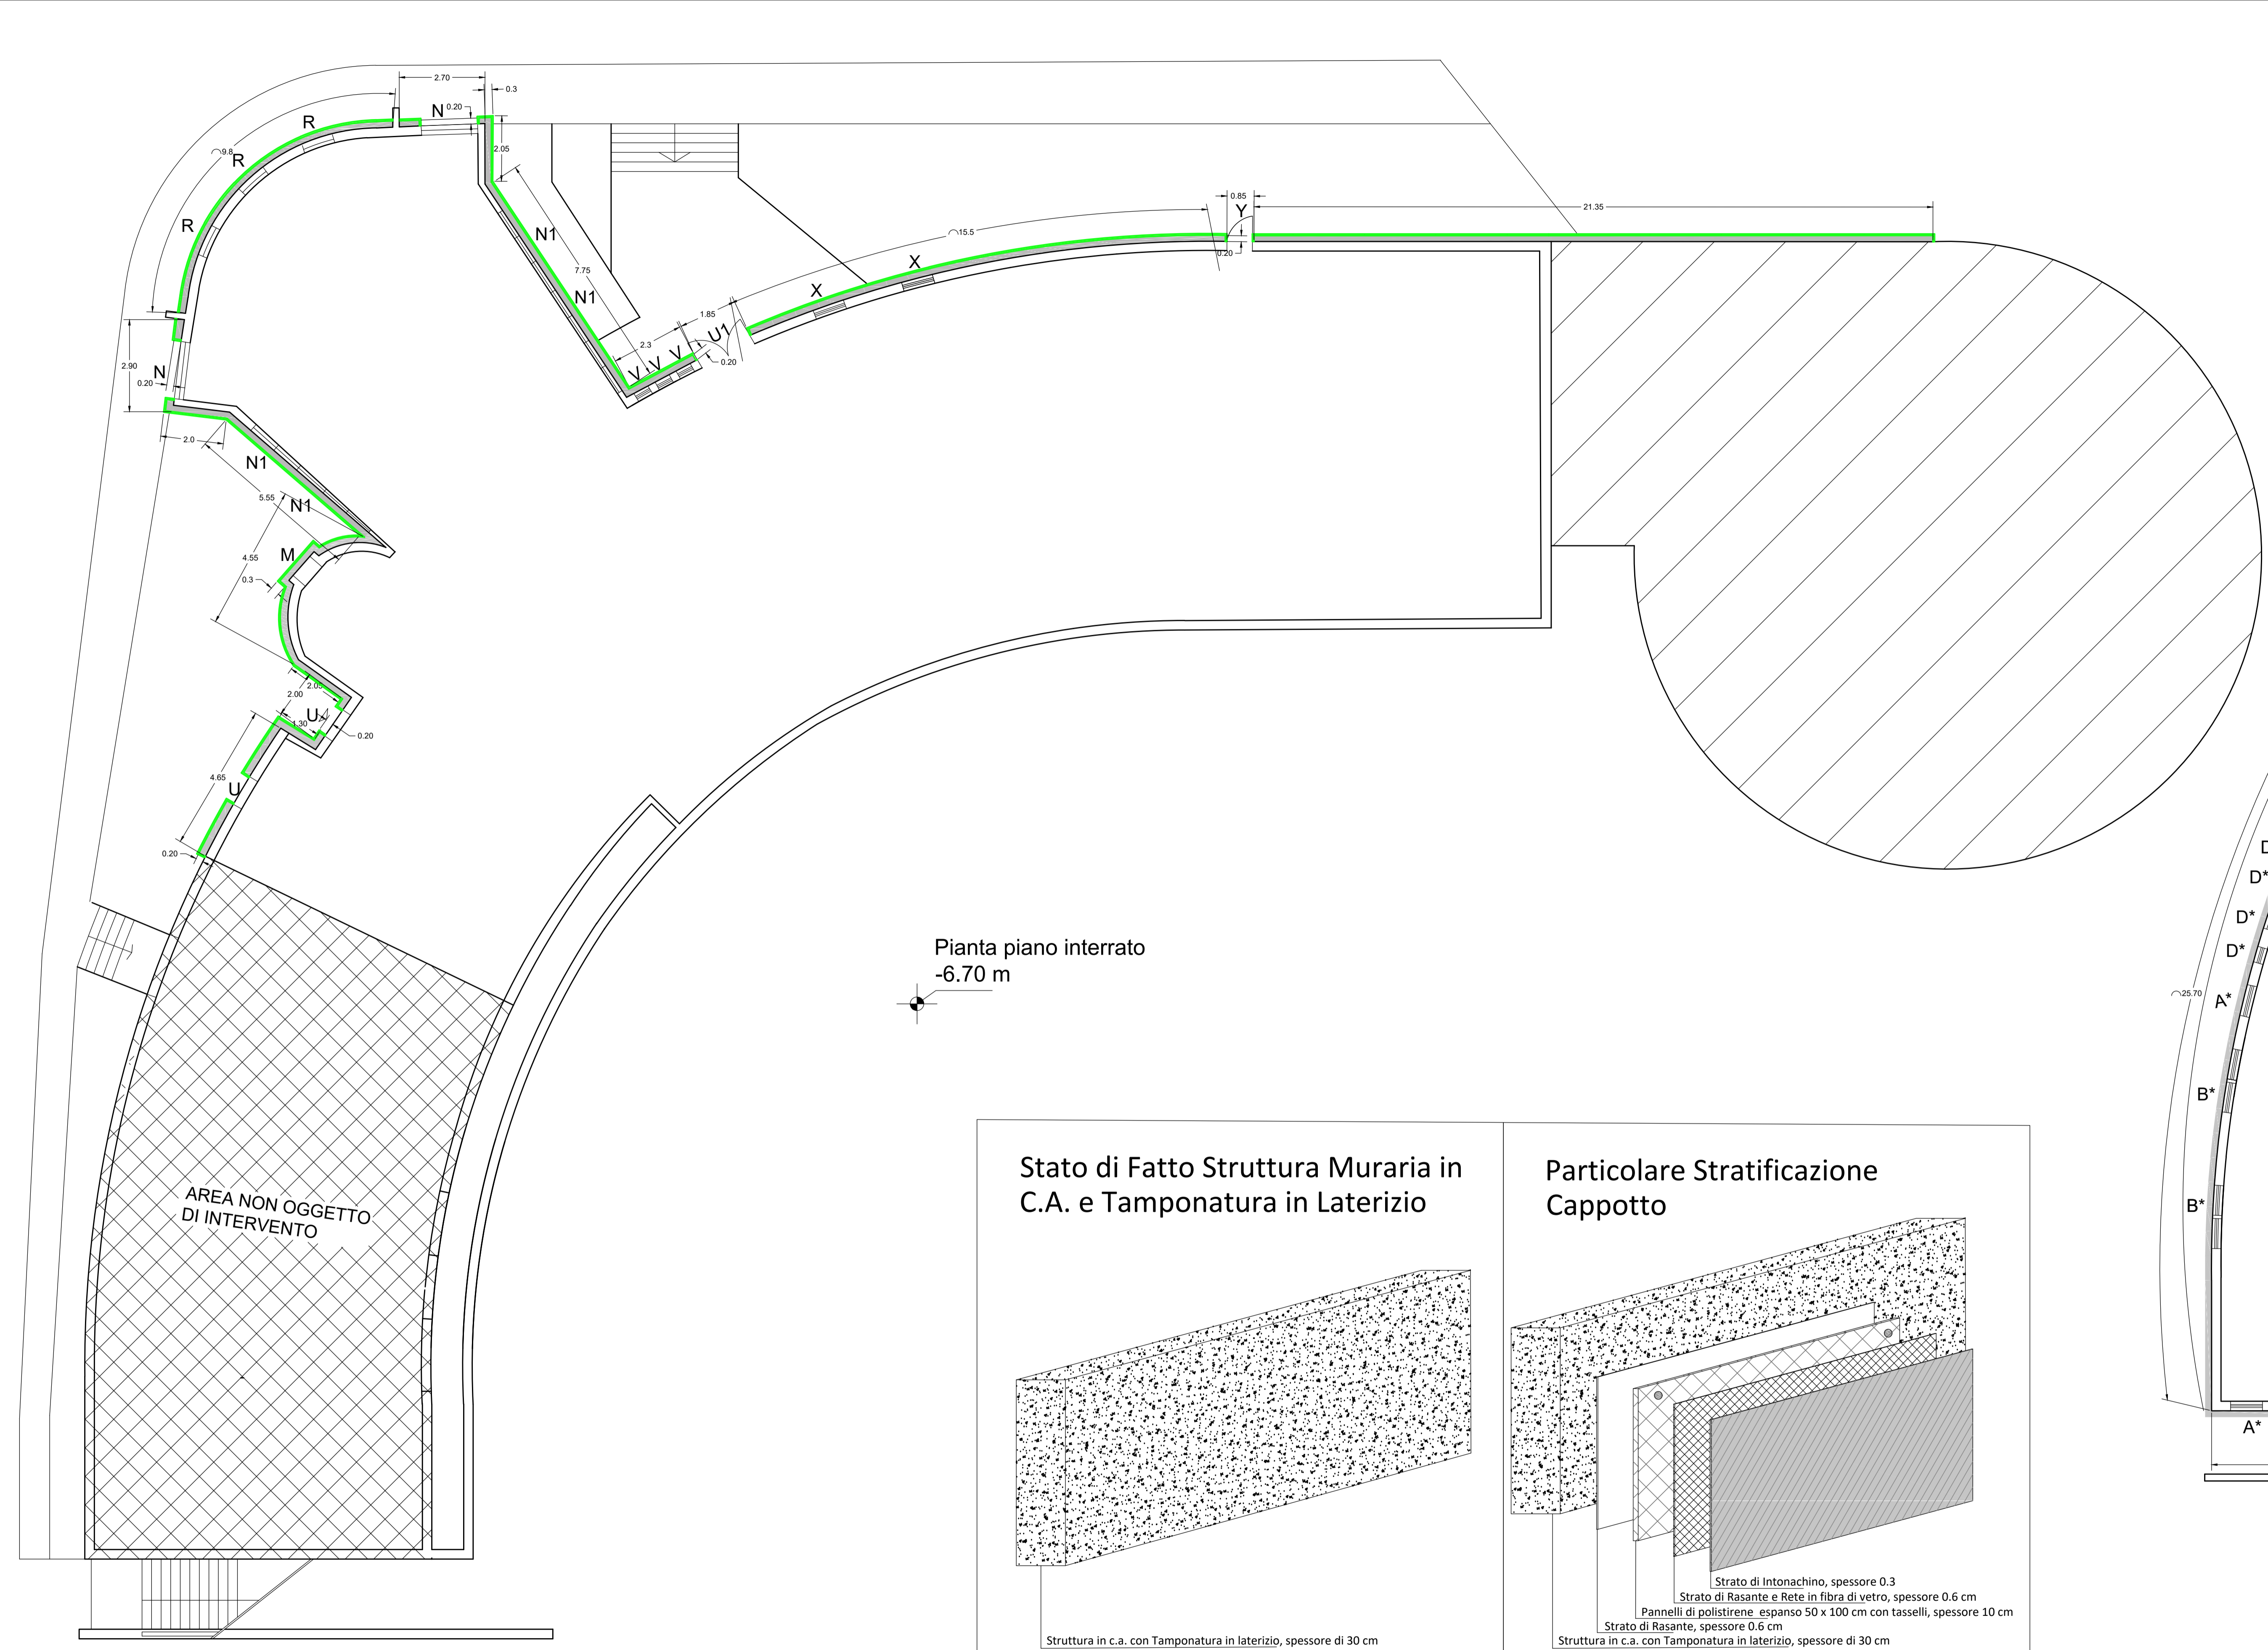 2.70
0.3
N
0.20
R
9.8
R
2.05
R
N1
7.75
N1
0.85
Y
21.35
15.5
0.20
X
X
1.85
U1
2.3
V
V
V
0.20
2.90
N
0.20
2.0
N1
5.55
N1
4.55
M
0.3
2.05
2.00
U
1.30
0.20
4.65
U
0.20
Pianta piano interrato
-6.70 m
AREA NON OGGETTO
DI INTERVENTO
D*
D*
D*
25.70
A*
B*
B*
A*
Stato di Fatto Struttura Muraria in
C.A. e Tamponatura in Laterizio
Struttura in c.a. con Tamponatura in laterizio, spessore di 30 cm
Particolare Stratificazione
Cappotto
Strato di Intonachino, spessore 0.3
Strato di Rasante e Rete in fibra di vetro, spessore 0.6 cm
Pannelli di polistirene espanso 50 x 100 cm con tasselli, spessore 10 cm
Strato di Rasante, spessore 0.6 cm
Struttura in c.a. con Tamponatura in laterizio, spessore di 30 cm